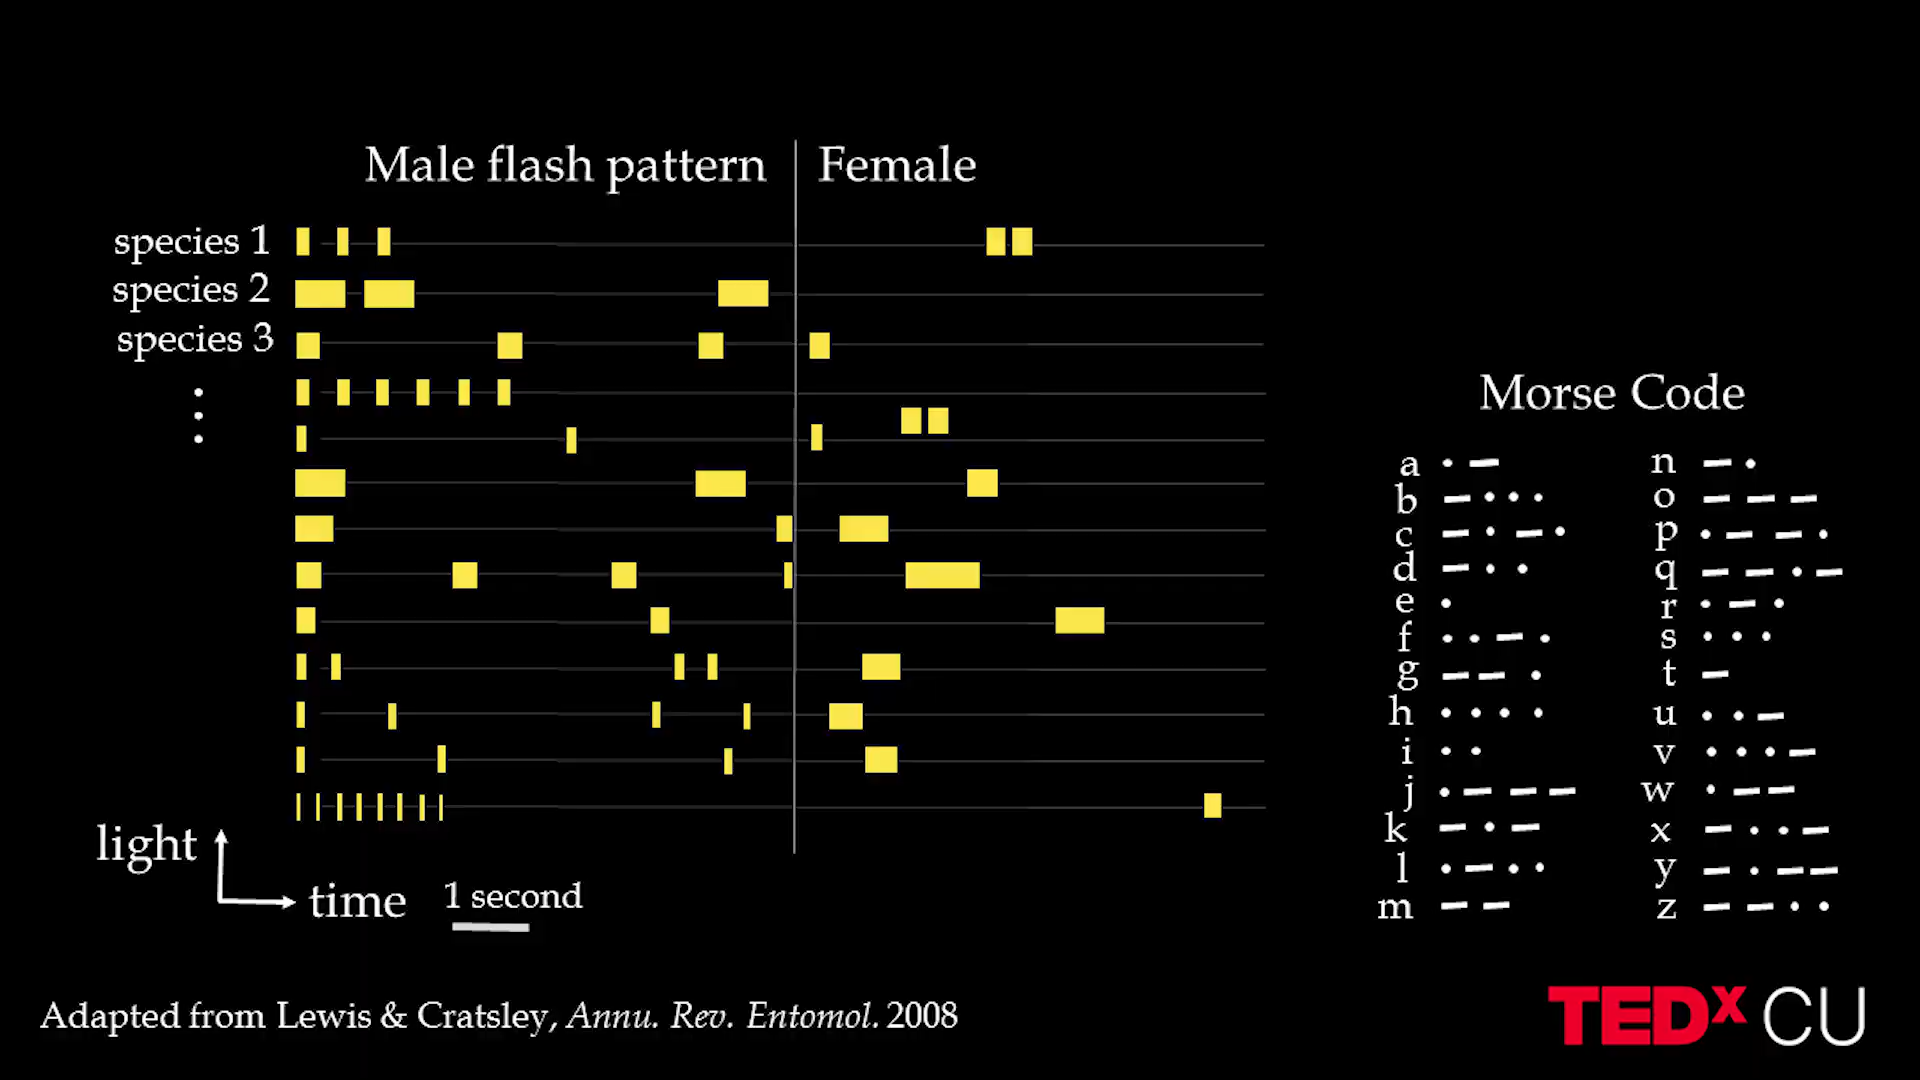 Male flash pattern
Female
species 1
species 2
species 3
light
time
1 second
Morse Code
a n
b o
c p
d q
e r
f s
g t
h u
i v
j w
k x
l y
m z
Adapted from Lewis & Cratsley, Annu. Rev. Entomol. 2008
TEDx CU